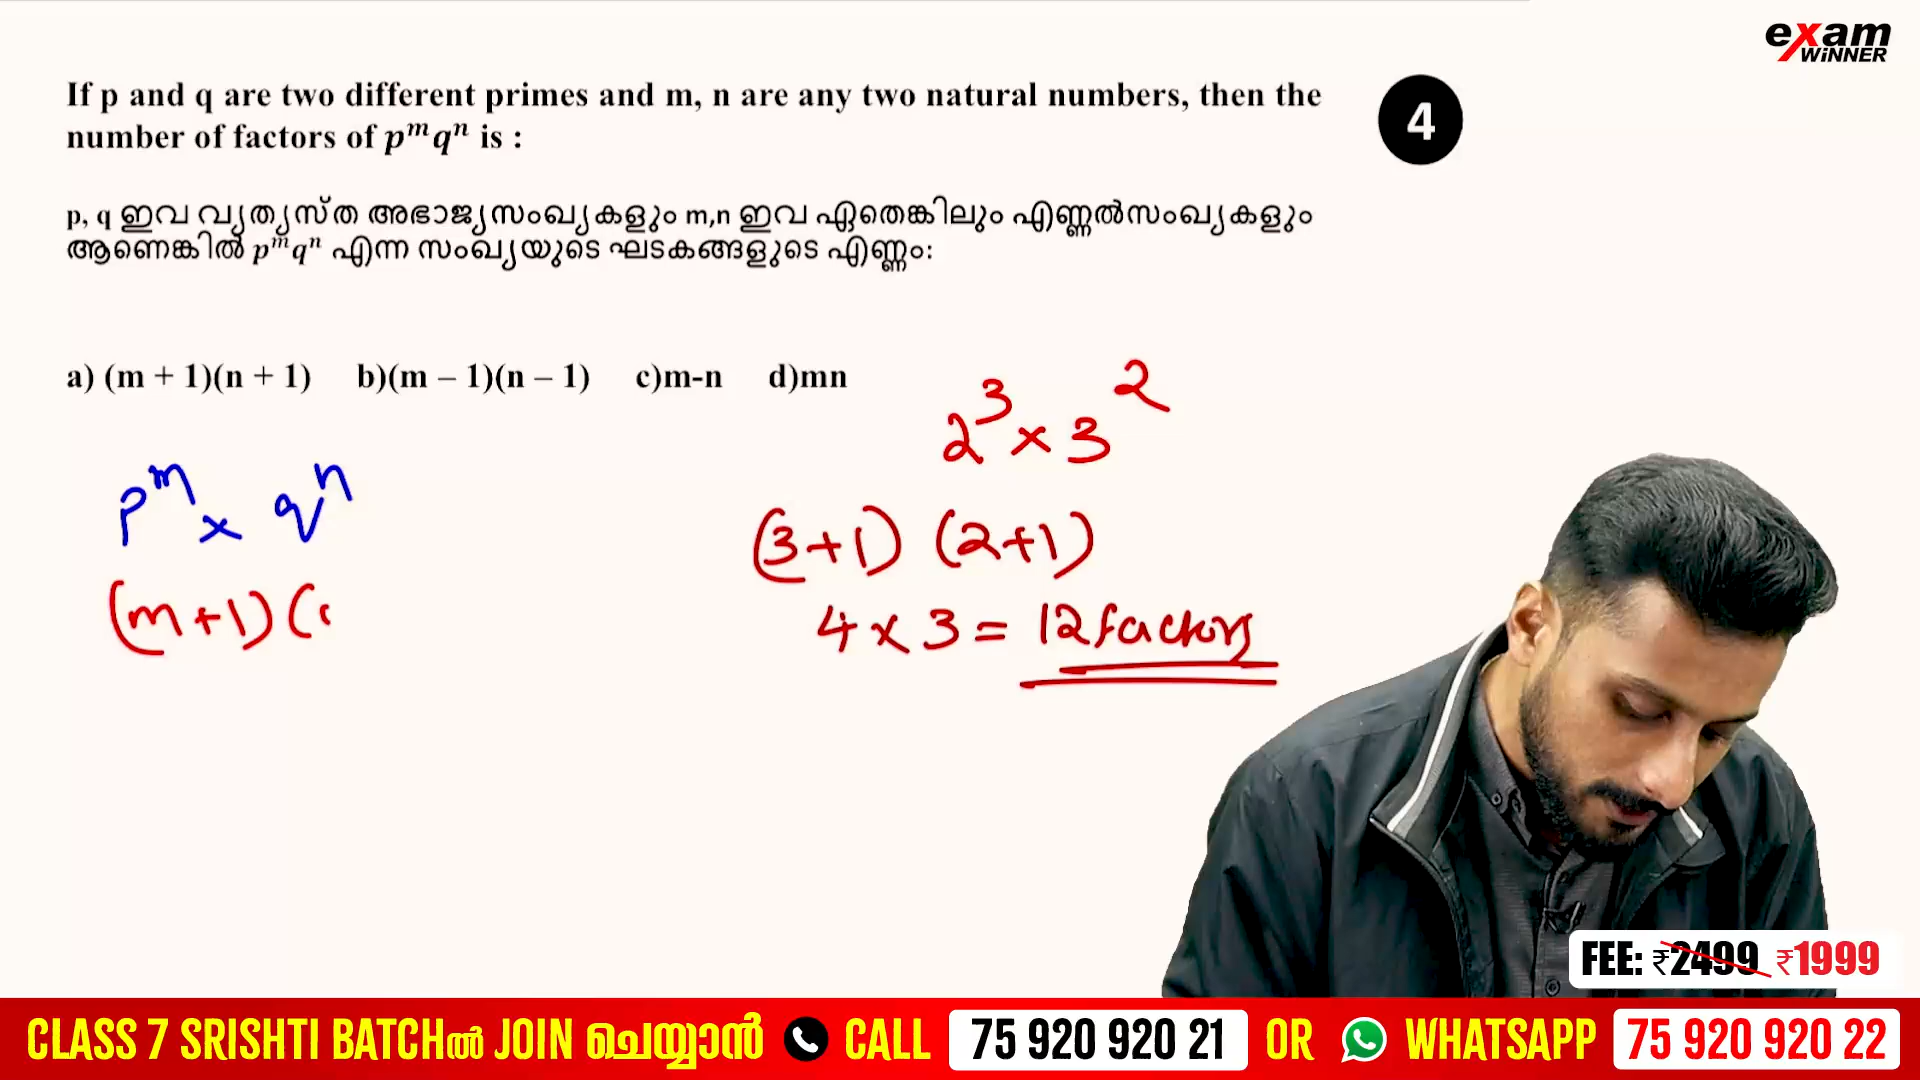 exam
WiNNER
If p and q are two different primes and m, n are any two natural numbers, then the
number of factors of pᵐqⁿ is :
4
p, q ഇവ വ്യത്യസ്ത അഭാജ്യസംഖ്യകളും m,n ഇവ ഏതെങ്കിലും എണ്ണൽസംഖ്യകളും
ആണെങ്കിൽ pᵐqⁿ എന്ന സംഖ്യയുടെ ഘടകങ്ങളുടെ എണ്ണം:
a) (m + 1)(n + 1) b)(m – 1)(n – 1) c)m-n d)mn
2³ × 3²
pᵐ × qⁿ
(3+1) (2+1)
(m+1) (
4 × 3 = 12 factors
FEE: ₹2499 ₹1999
CLASS 7 SRISHTI BATCHൽ JOIN ചെയ്യാൻ CALL 75 920 920 21 OR WHATSAPP 75 920 920 22